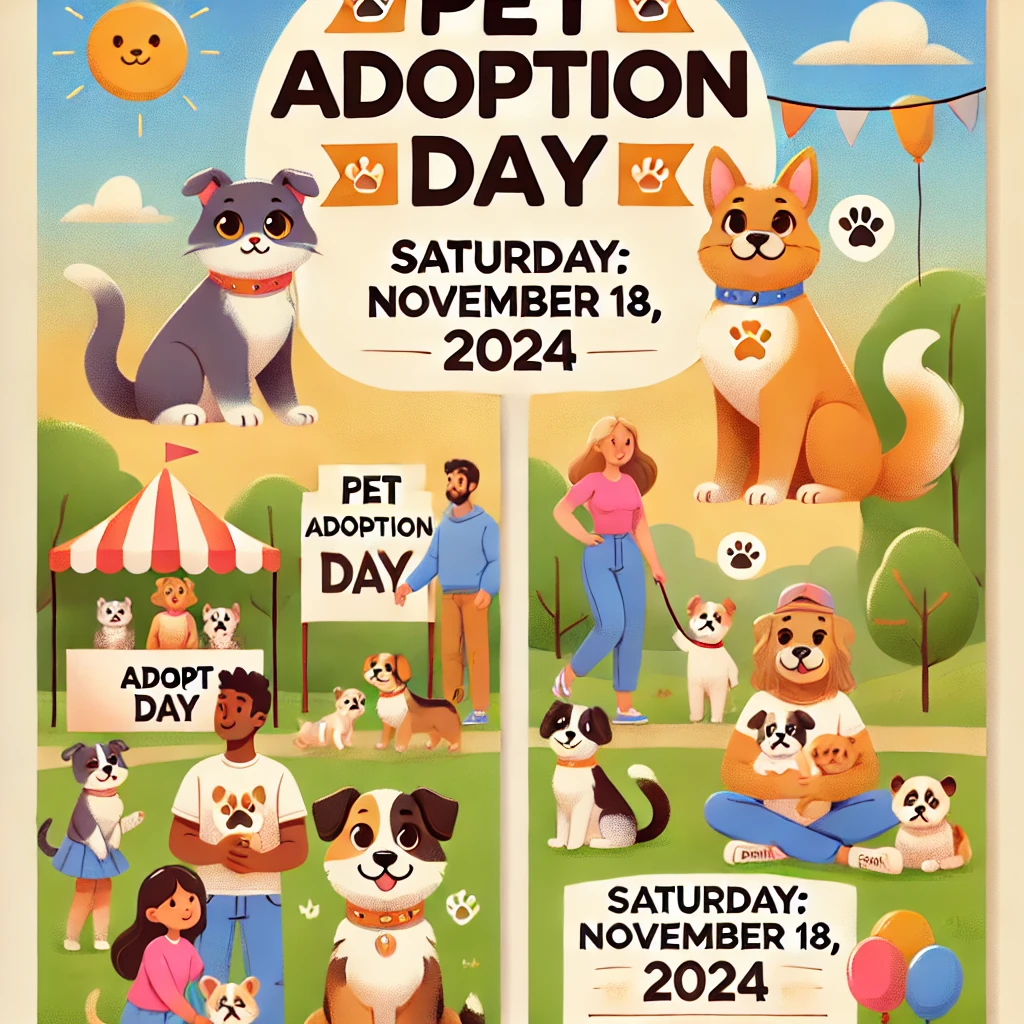 PET
ADOPTION
DAY
SATURDAY:
NOVEMBER 18,
2024
PET
ADOPTION
DAY
ADOPT
DAY
SATURDAY:
NOVEMBER 18,
2024